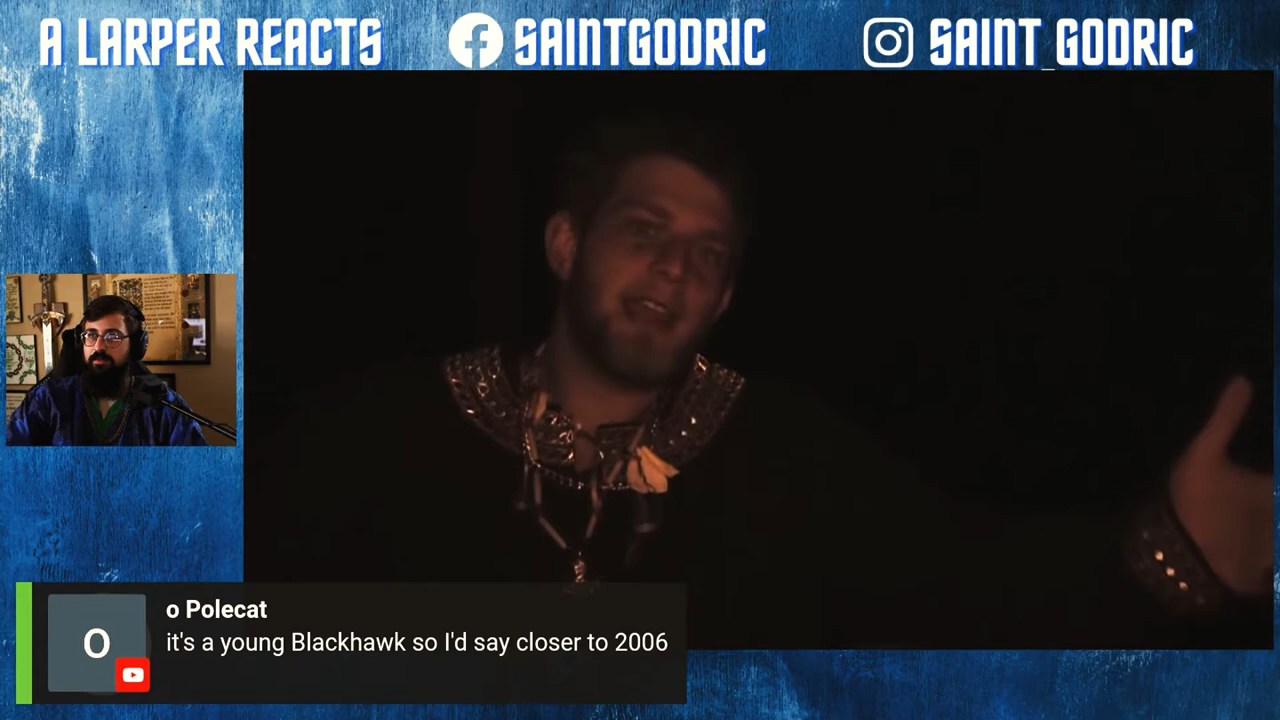 A LARPER REACTS
SAINTGODRIC
SAINT_GODRIC
O
o Polecat
it's a young Blackhawk so I'd say closer to 2006